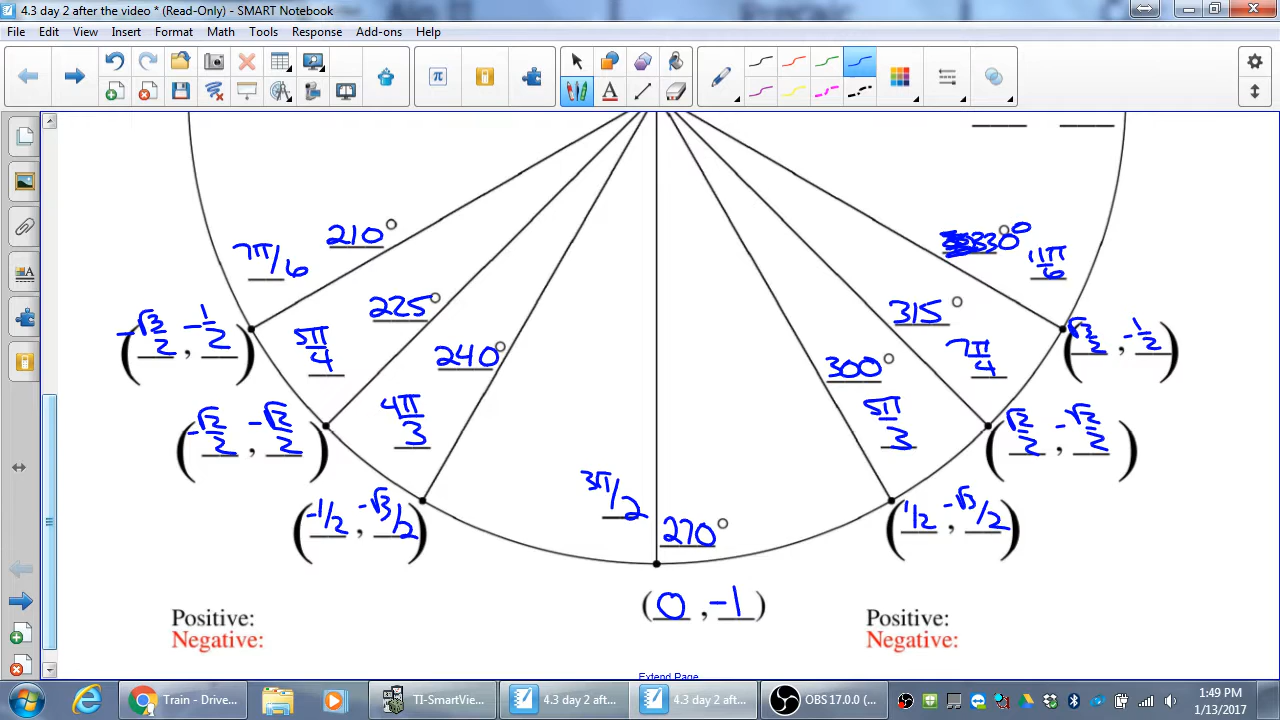 4.3 day 2 after the video * (Read-Only) - SMART Notebook
File Edit View Insert Format Math Tools Response Add-ons Help
210°
7π/6
330°
11π/6
225°
5π/4
315°
7π/4
240°
4π/3
300°
5π/3
(-√3/2, -1/2)
(√3/2, -1/2)
(-√2/2, -√2/2)
(√2/2, -√2/2)
3π/2
270°
(-1/2, -√3/2)
(1/2, -√3/2)
(0, -1)
Positive:
Negative:
Positive:
Negative:
Extend Page
Train - Drive...
TI-SmartVie...
4.3 day 2 aft...
4.3 day 2 aft...
OBS 17.0.0 (...
1:49 PM
1/13/2017